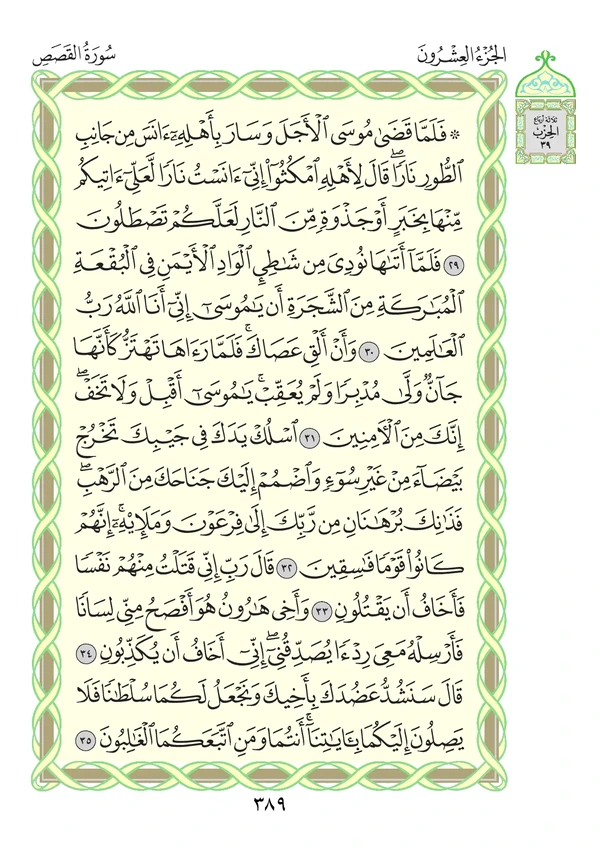 الجُزْءُ العِشْرُونَ
سُورَةُ القَصَصِ
ثلاثة أرباع
الحِزْب
٣٩
۞ فَلَمَّا قَضَىٰ مُوسَى ٱلْأَجَلَ وَسَارَ بِأَهْلِهِۦٓ ءَانَسَ مِن جَانِبِ
ٱلطُّورِ نَارًا ۖ قَالَ لِأَهْلِهِ ٱمْكُثُوٓا۟ إِنِّىٓ ءَانَسْتُ نَارًا لَّعَلِّىٓ ءَاتِيكُم
مِّنْهَا بِخَبَرٍ أَوْ جَذْوَةٍ مِّنَ ٱلنَّارِ لَعَلَّكُمْ تَصْطَلُونَ
٢٩ فَلَمَّآ أَتَىٰهَا نُودِىَ مِن شَٰطِئِ ٱلْوَادِ ٱلْأَيْمَنِ فِى ٱلْبُقْعَةِ
ٱلْمُبَٰرَكَةِ مِنَ ٱلشَّجَرَةِ أَن يَٰمُوسَىٰٓ إِنِّىٓ أَنَا ٱللَّهُ رَبُّ
ٱلْعَٰلَمِينَ ٣٠ وَأَنْ أَلْقِ عَصَاكَ ۖ فَلَمَّا رَءَاهَا تَهْتَزُّ كَأَنَّهَا
جَآنٌّ وَلَّىٰ مُدْبِرًا وَلَمْ يُعَقِّبْ ۚ يَٰمُوسَىٰٓ أَقْبِلْ وَلَا تَخَفْ ۖ
إِنَّكَ مِنَ ٱلْءَامِنِينَ ٣١ ٱسْلُكْ يَدَكَ فِى جَيْبِكَ تَخْرُجْ
بَيْضَآءَ مِنْ غَيْرِ سُوٓءٍ وَٱضْمُمْ إِلَيْكَ جَنَاحَكَ مِنَ ٱلرَّهْبِ ۖ
فَذَٰنِكَ بُرْهَٰنَانِ مِن رَّبِّكَ إِلَىٰ فِرْعَوْنَ وَمَلَإِي۟هِۦٓ ۚ إِنَّهُمْ
كَانُوا۟ قَوْمًا فَٰسِقِينَ ٣٢ قَالَ رَبِّ إِنِّى قَتَلْتُ مِنْهُمْ نَفْسًا
فَأَخَافُ أَن يَقْتُلُونِ ٣٣ وَأَخِى هَٰرُونُ هُوَ أَفْصَحُ مِنِّى لِسَانًا
فَأَرْسِلْهُ مَعِىَ رِدْءًا يُصَدِّقُنِىٓ ۖ إِنِّىٓ أَخَافُ أَن يُكَذِّبُونِ ٣٤
قَالَ سَنَشُدُّ عَضُدَكَ بِأَخِيكَ وَنَجْعَلُ لَكُمَا سُلْطَٰنًا فَلَا
يَصِلُونَ إِلَيْكُمَا ۚ بِـَٔايَٰتِنَآ أَنتُمَا وَمَنِ ٱتَّبَعَكُمَا ٱلْغَٰلِبُونَ ٣٥
٣٨٩